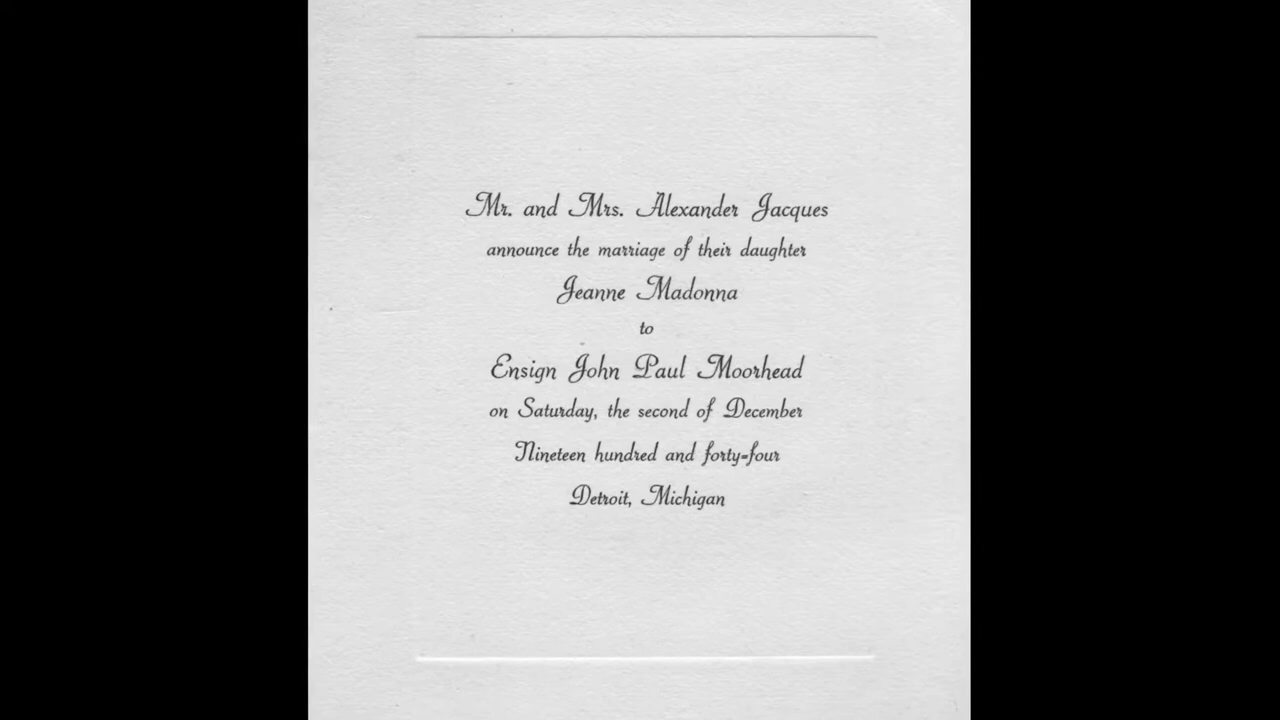 Mr. and Mrs. Alexander Jacques
announce the marriage of their daughter
Jeanne Madonna
to
Ensign John Paul Moorhead
on Saturday, the second of December
Nineteen hundred and forty-four
Detroit, Michigan